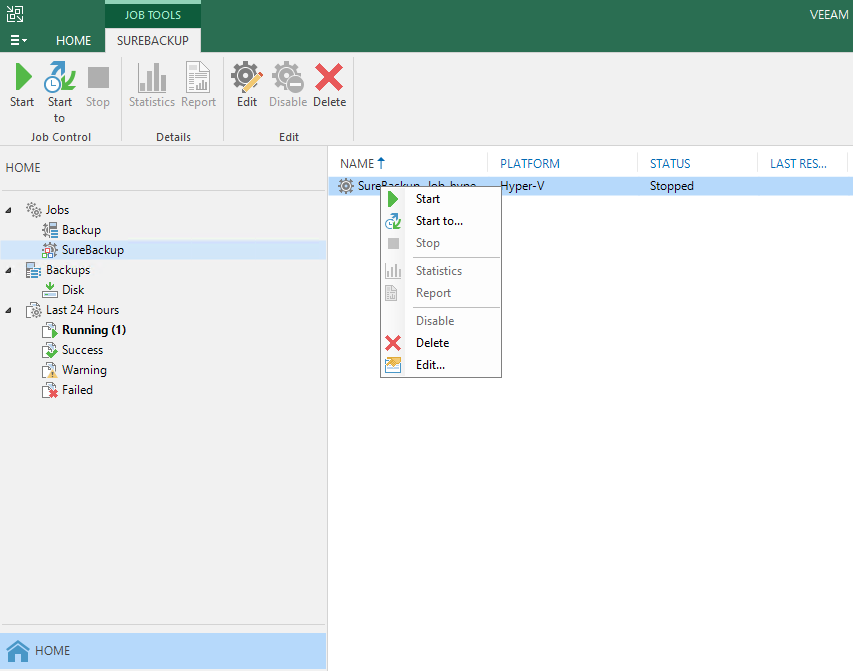 JOB TOOLS
VEEAM
HOME
SUREBACKUP
Start
Start to
Stop
Statistics
Report
Edit
Disable
Delete
Job Control
Details
Edit
HOME
Jobs
Backup
SureBackup
Backups
Disk
Last 24 Hours
Running (1)
Success
Warning
Failed
HOME
NAME
PLATFORM
STATUS
LAST RES...
SureBackup_Job_hype
Hyper-V
Stopped
Start
Start to...
Stop
Statistics
Report
Disable
Delete
Edit...